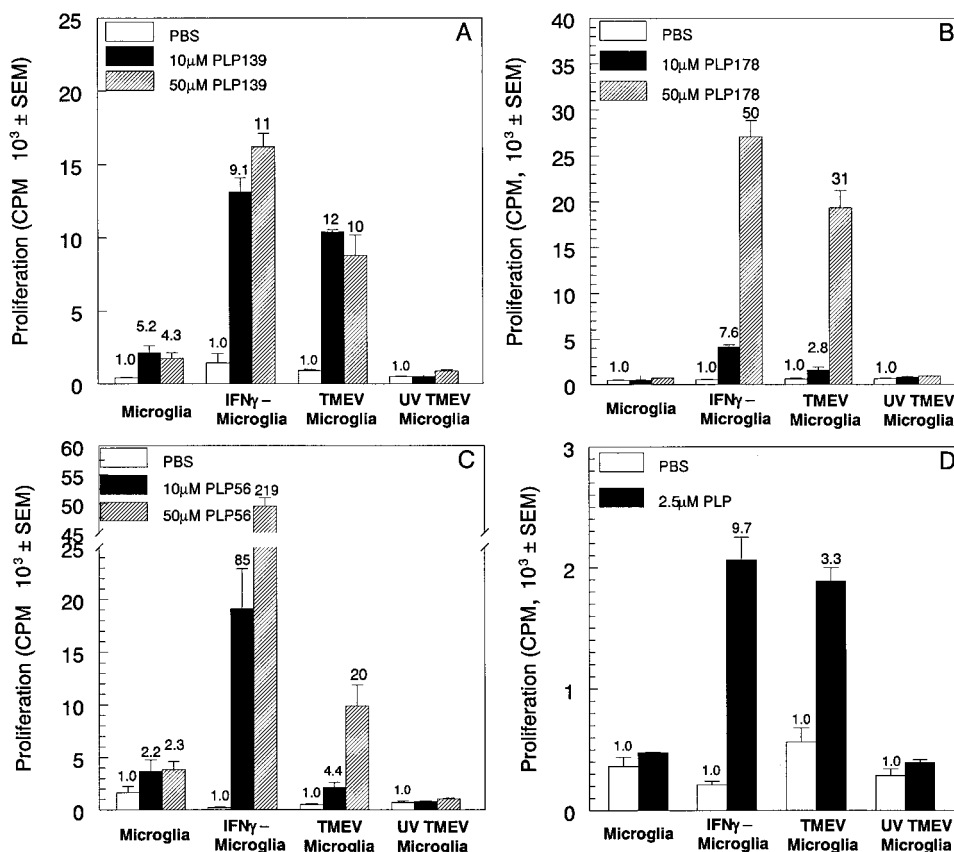 A
PBS
10µM PLP139
50µM PLP139
Proliferation (CPM 10³ ± SEM)
25
20
15
10
5
0
1.0
5.2
4.3
1.0
9.1
11
1.0
12
10
1.0
Microglia
IFNγ–
Microglia
TMEV
Microglia
UV TMEV
Microglia
B
PBS
10µM PLP178
50µM PLP178
Proliferation (CPM, 10³ ± SEM)
40
35
30
25
20
15
10
5
0
1.0
1.0
7.6
50
1.0
2.8
31
1.0
Microglia
IFNγ–
Microglia
TMEV
Microglia
UV TMEV
Microglia
C
PBS
10µM PLP56
50µM PLP56
Proliferation (CPM 10³ ± SEM)
60
55
50
45
25
20
15
10
5
0
1.0
2.2
2.3
1.0
85
219
1.0
4.4
20
1.0
Microglia
IFNγ–
Microglia
TMEV
Microglia
UV TMEV
Microglia
D
PBS
2.5µM PLP
Proliferation (CPM, 10³ ± SEM)
3
2
1
0
1.0
1.0
9.7
1.0
3.3
1.0
Microglia
IFNγ–
Microglia
TMEV
Microglia
UV TMEV
Microglia